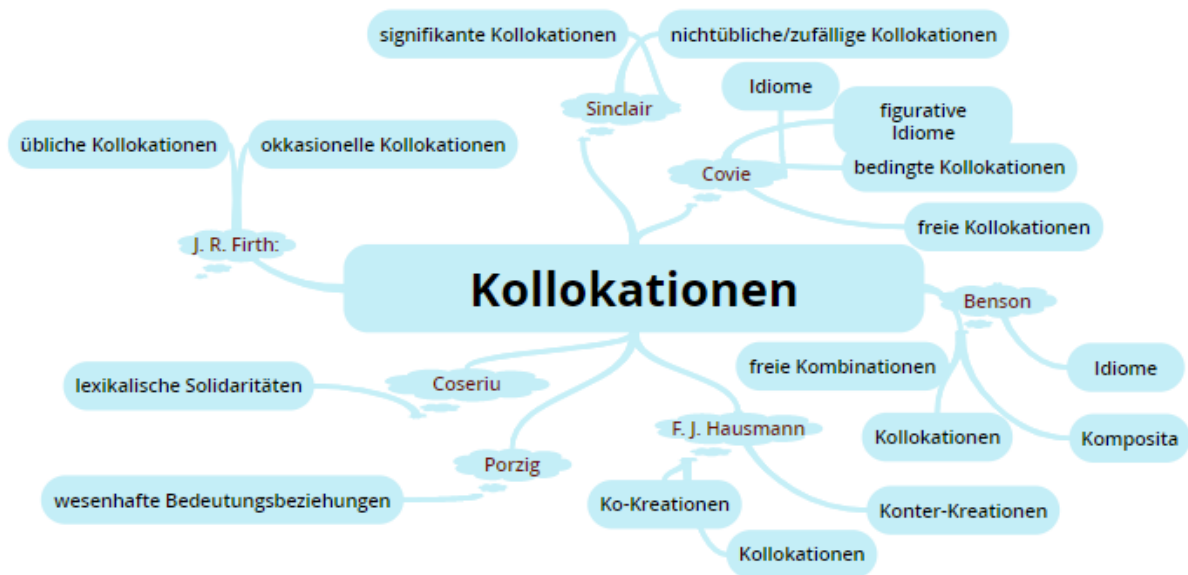 signifikante Kollokationen
nichtübliche/zufällige Kollokationen
Sinclair
Idiome
figurative
Idiome
bedingte Kollokationen
Covie
freie Kollokationen
übliche Kollokationen
okkasionelle Kollokationen
J. R. Firth:
Kollokationen
Benson
freie Kombinationen
Idiome
Kollokationen
Komposita
lexikalische Solidaritäten
Coseriu
F. J. Hausmann
Porzig
wesenhafte Bedeutungsbeziehungen
Ko-Kreationen
Konter-Kreationen
Kollokationen